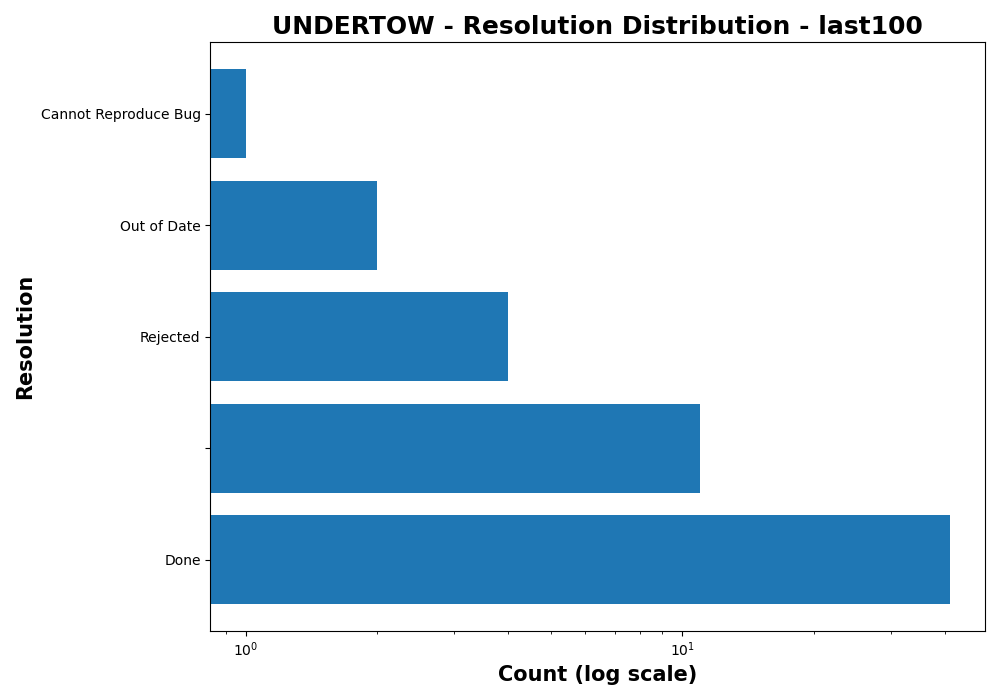 UNDERTOW - Resolution Distribution - last100
Cannot Reproduce Bug
Out of Date
Rejected
Done
Resolution
10⁰
10¹
Count (log scale)